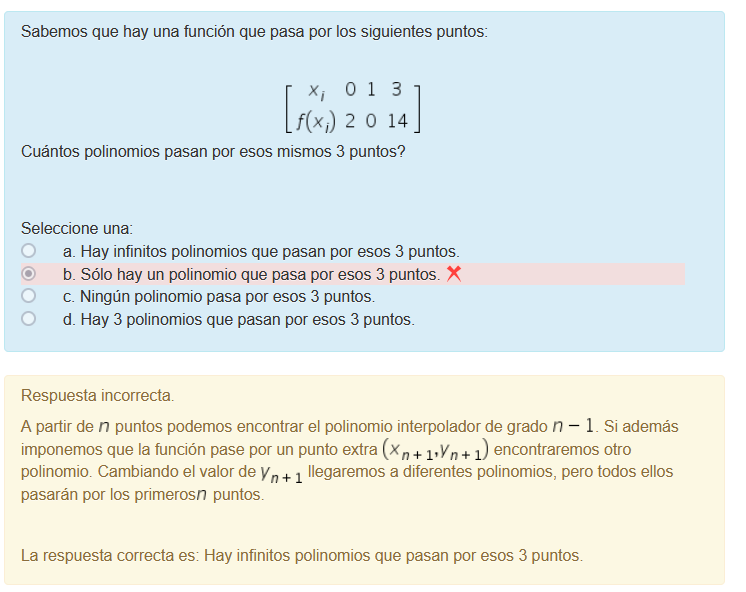 Sabemos que hay una función que pasa por los siguientes puntos:
x_i 0 1 3
f(x_i) 2 0 14
Cuántos polinomios pasan por esos mismos 3 puntos?
Seleccione una:
a. Hay infinitos polinomios que pasan por esos 3 puntos.
b. Sólo hay un polinomio que pasa por esos 3 puntos.
c. Ningún polinomio pasa por esos 3 puntos.
d. Hay 3 polinomios que pasan por esos 3 puntos.
Respuesta incorrecta.
A partir de n puntos podemos encontrar el polinomio interpolador de grado n − 1. Si además
imponemos que la función pase por un punto extra (x_{n+1},y_{n+1}) encontraremos otro
polinomio. Cambiando el valor de y_{n+1} llegaremos a diferentes polinomios, pero todos ellos
pasarán por los primerosn puntos.
La respuesta correcta es: Hay infinitos polinomios que pasan por esos 3 puntos.